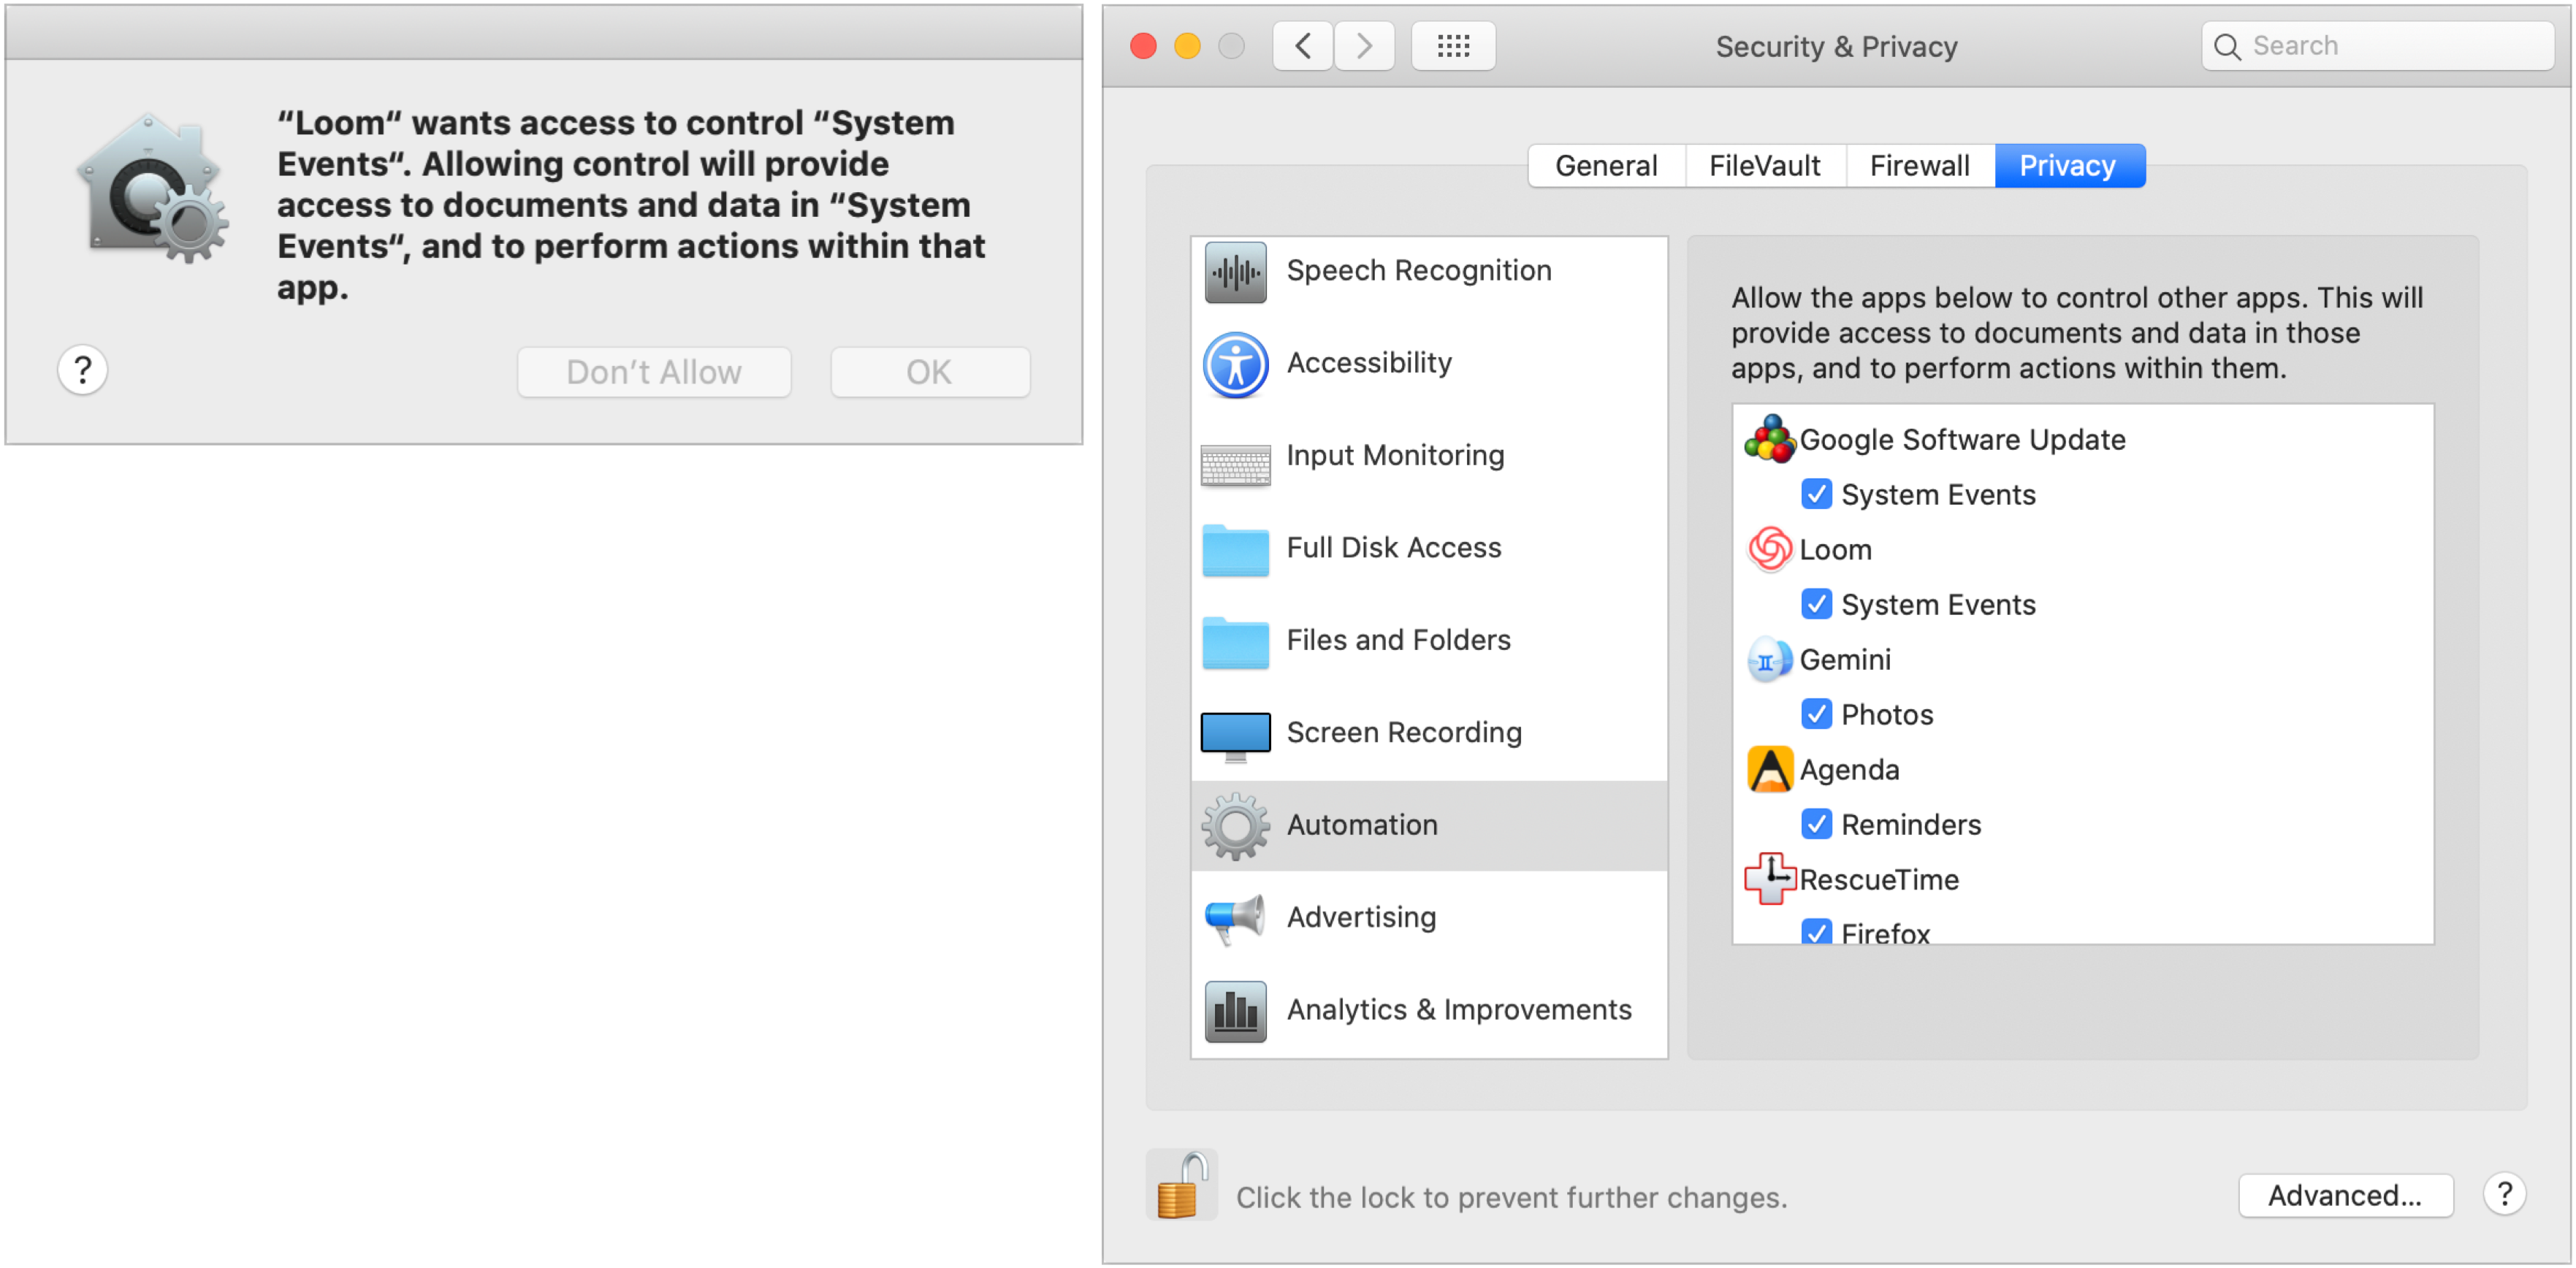 “Loom“ wants access to control “System
Events“. Allowing control will provide
access to documents and data in “System
Events“, and to perform actions within that
app.
?
Don’t Allow
OK
Security & Privacy
Search
General
FileVault
Firewall
Privacy
Speech Recognition
Accessibility
Input Monitoring
Full Disk Access
Files and Folders
Screen Recording
Automation
Advertising
Analytics & Improvements
Allow the apps below to control other apps. This will
provide access to documents and data in those
apps, and to perform actions within them.
Google Software Update
System Events
Loom
System Events
Gemini
Photos
Agenda
Reminders
RescueTime
Firefox
Click the lock to prevent further changes.
Advanced...
?